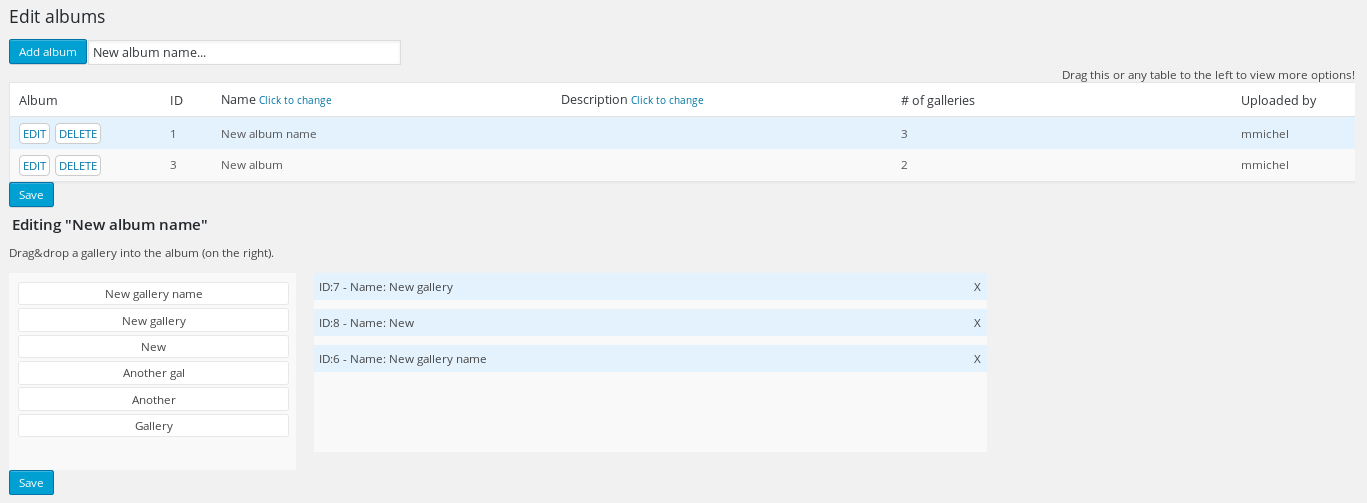 Edit albums
Add album New album name...
Drag this or any table to the left to view more options!
Album ID Name Click to change Description Click to change # of galleries Uploaded by
EDIT DELETE 1 New album name 3 mmichel
EDIT DELETE 3 New album 2 mmichel
Save
Editing "New album name"
Drag&drop a gallery into the album (on the right).
New gallery name
New gallery
New
Another gal
Another
Gallery
ID:7 - Name: New gallery X
ID:8 - Name: New X
ID:6 - Name: New gallery name X
Save